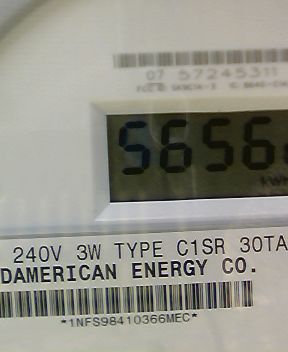 07 57245311
5656
KWH
240V 3W TYPE C1SR 30TA
DAMERICAN ENERGY CO.
*1NFS98410366MEC*